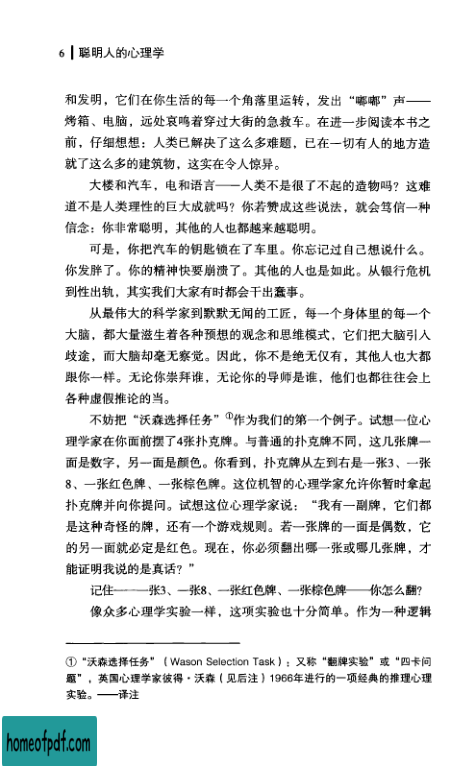 6 聪明人的心理学
和发明，它们在你生活的每一个角落里运转，发出“嘟嘟”声——
烤箱、电脑，远处哀鸣着穿过大街的急救车。在进一步阅读本书之
前，仔细想想：人类已解决了这么多难题，已在一切有人的地方造
就了这么多的建筑物，这实在令人惊异。
大楼和汽车，电和语言——人类不是很了不起的造物吗？这难
道不是人类理性的巨大成就吗？你若赞成这些说法，就会笃信一种
信念：你非常聪明，其他的人也都越来越聪明。
可是，你把汽车的钥匙锁在了车里。你忘记过自己想说什么。
你发胖了。你的精神快要崩溃了。其他的人也是如此。从银行危机
到性出轨，其实我们大家有时都会干出蠢事。
从最伟大的科学家到默默无闻的工匠，每一个身体里的每一个
大脑，都大量滋生着各种预想的观念和思维模式，它们把大脑引入
歧途，而大脑却毫无察觉。因此，你不是绝无仅有，其他人也大都
跟你一样。无论你崇拜谁，无论你的导师是谁，他们也都往往会上
各种虚假推论的当。
不妨把“沃森选择任务”①作为我们的第一个例子。试想一位心
理学家在你面前摆了4张扑克牌。与普通的扑克牌不同，这几张牌一
面是数字，另一面是颜色。你看到，扑克牌从左到右是一张3、一张
8、一张红色牌、一张棕色牌。这位机智的心理学家允许你暂时拿起
扑克牌并向你提问。试想这位心理学家说：“我有一副牌，它们都
是这种奇怪的牌，还有一个游戏规则。若一张牌的一面是偶数，它
的另一面就必定是红色。现在，你必须翻出哪一张或哪几张牌，才
能证明我说的是真话？”
记住——一张3、一张8、一张红色牌、一张棕色牌——你怎么翻？
像众多心理学实验一样，这项实验也十分简单。作为一种逻辑
①“沃森选择任务”（Wason Selection Task）：又称“翻牌实验”或“四卡问
题”，英国心理学家彼得·沃森（见后注）1966年进行的一项经典的推理心理
实验。——译注
homeofpdf.com